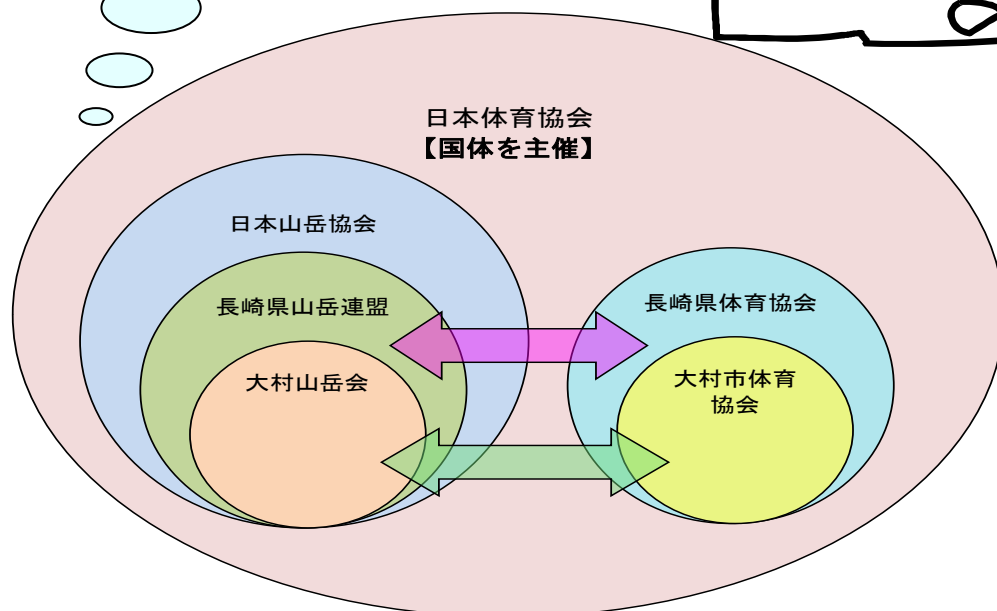 日本体育協会
【国体を主催】
日本山岳協会
長崎県山岳連盟
長崎県体育協会
大村山岳会
大村市体育
協会